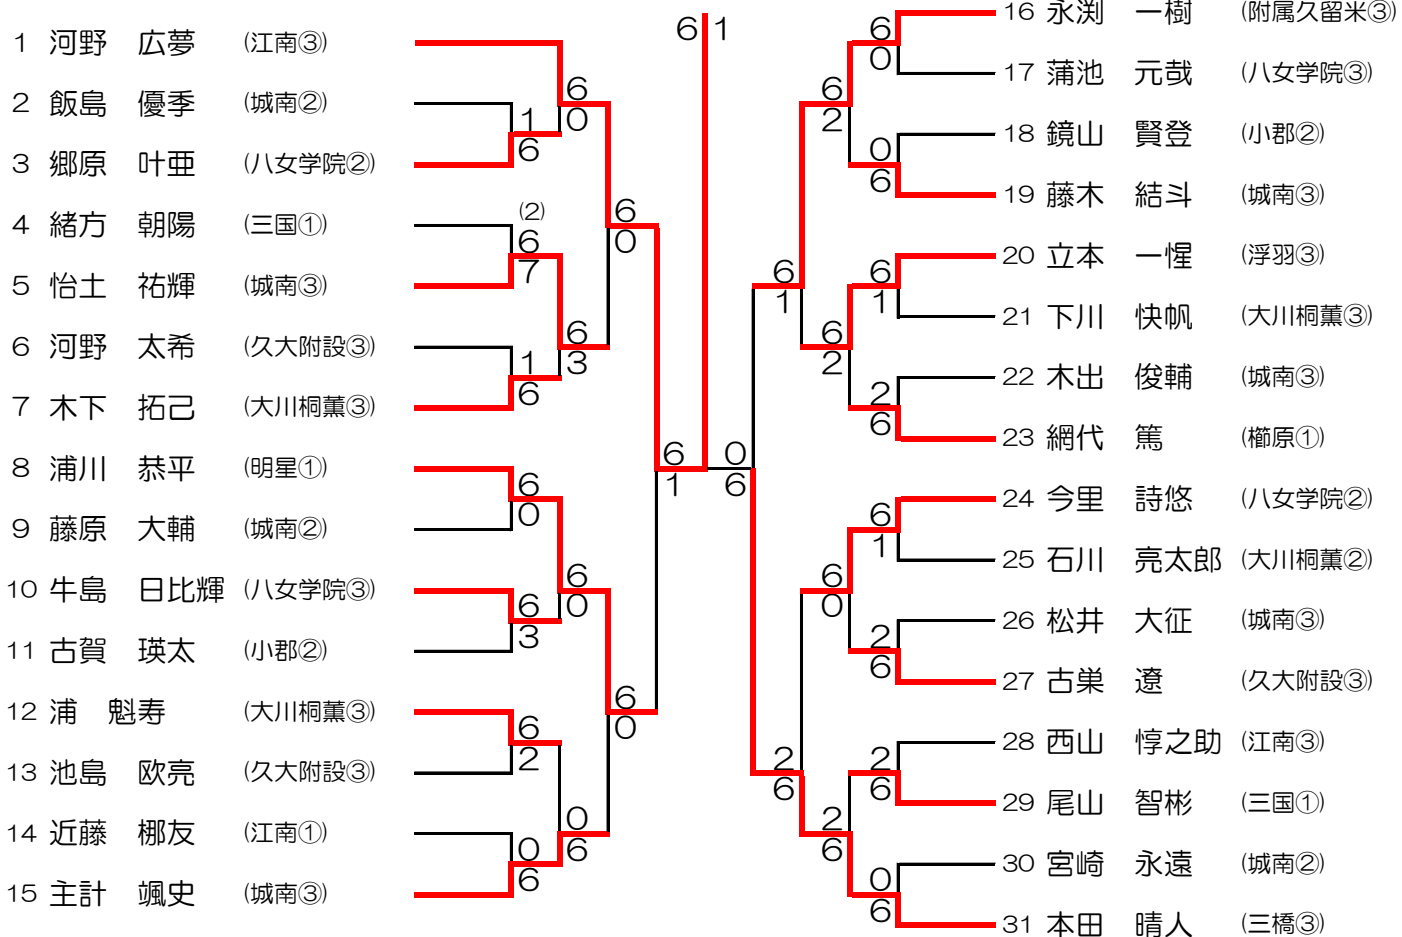 1 河野　広夢 (江南③)
2 飯島　優季 (城南②)
3 郷原　叶亜 (八女学院②)
4 緒方　朝陽 (三国①)
5 怡土　祐輝 (城南③)
6 河野　太希 (久大附設③)
7 木下　拓己 (大川桐薫③)
8 浦川　恭平 (明星①)
9 藤原　大輔 (城南②)
10 牛島　日比輝 (八女学院③)
11 古賀　瑛太 (小郡②)
12 浦　魁寿 (大川桐薫③)
13 池島　欧亮 (久大附設③)
14 近藤　梛友 (江南①)
15 主計　颯史 (城南③)
1
6
(2)
6
7
1
6
6
0
6
3
6
2
0
6
6
0
6
3
6
0
0
6
6
0
6
0
6
1
6 1
0
6
6
1
2
6
6
2
6
2
6
0
2
6
6
0
0
6
6
1
2
6
6
1
2
6
2
6
0
6
16 永渕　一樹 (附属久留米③)
17 蒲池　元哉 (八女学院③)
18 鏡山　賢登 (小郡②)
19 藤木　結斗 (城南③)
20 立本　一惺 (浮羽③)
21 下川　快帆 (大川桐薫③)
22 木出　俊輔 (城南③)
23 網代　篤 (櫛原①)
24 今里　詩悠 (八女学院②)
25 石川　亮太郎 (大川桐薫②)
26 松井　大征 (城南③)
27 古巣　遼 (久大附設③)
28 西山　惇之助 (江南③)
29 尾山　智彬 (三国①)
30 宮崎　永遠 (城南②)
31 本田　晴人 (三橋③)